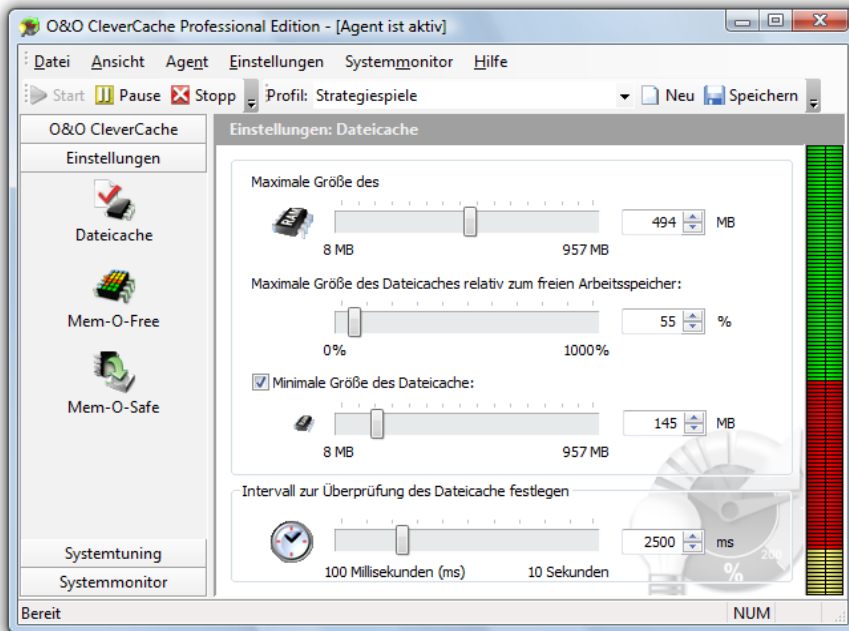 O&O CleverCache Professional Edition - [Agent ist aktiv]
Datei Ansicht Agent Einstellungen Systemmonitor Hilfe
Start Pause Stopp Profil: Strategiespiele Neu Speichern
O&O CleverCache
Einstellungen
Dateicache
Mem-O-Free
Mem-O-Safe
Systemtuning
Systemmonitor
Einstellungen: Dateicache
Maximale Größe des
RAM
494 MB
8 MB 957 MB
Maximale Größe des Dateicaches relativ zum freien Arbeitsspeicher:
55 %
0% 1000%
Minimale Größe des Dateicache:
145 MB
8 MB 957 MB
Intervall zur Überprüfung des Dateicache festlegen
2500 ms
100 Millisekunden (ms) 10 Sekunden
200
%
Bereit NUM